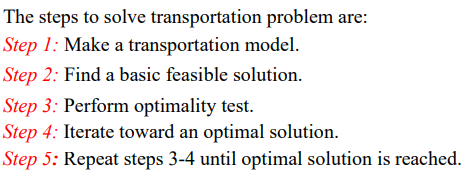 The steps to solve transportation problem are:
Step 1: Make a transportation model.
Step 2: Find a basic feasible solution.
Step 3: Perform optimality test.
Step 4: Iterate toward an optimal solution.
Step 5: Repeat steps 3-4 until optimal solution is reached.